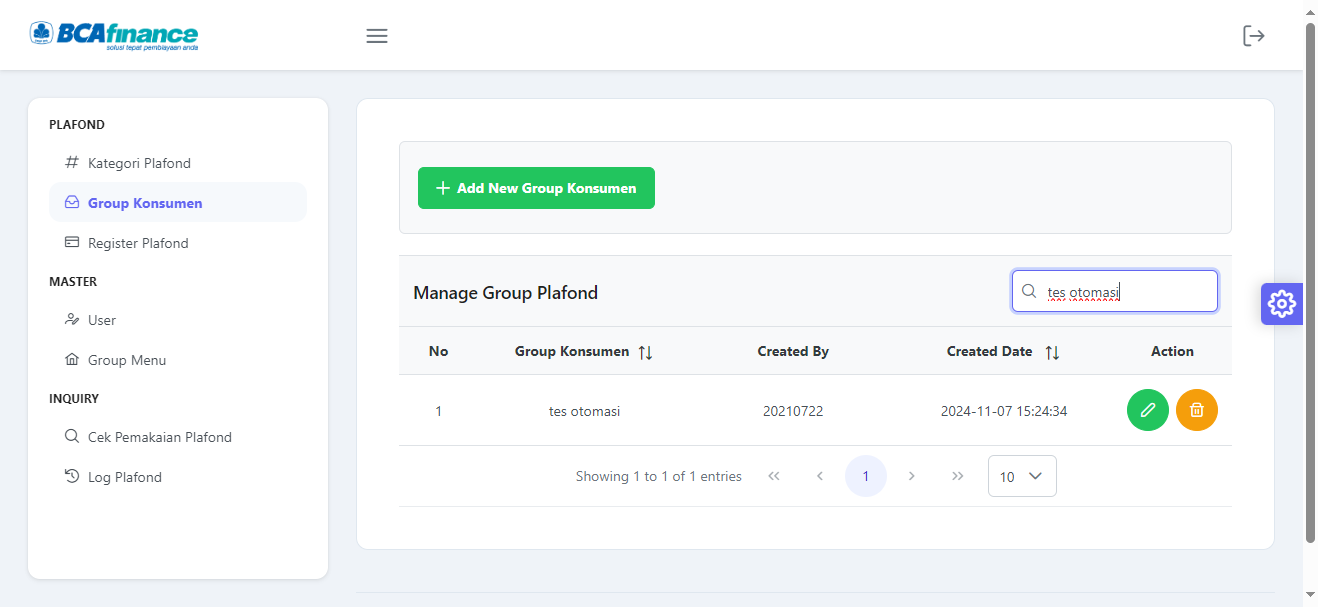 BCAfinance
solusi tepat pembiayaan anda
PLAFOND
Kategori Plafond
Group Konsumen
Register Plafond
MASTER
User
Group Menu
INQUIRY
Cek Pemakaian Plafond
Log Plafond
Add New Group Konsumen
Manage Group Plafond
tes otomasi
No Group Konsumen Created By Created Date Action
1 tes otomasi 20210722 2024-11-07 15:24:34
Showing 1 to 1 of 1 entries << < 1 > >> 10